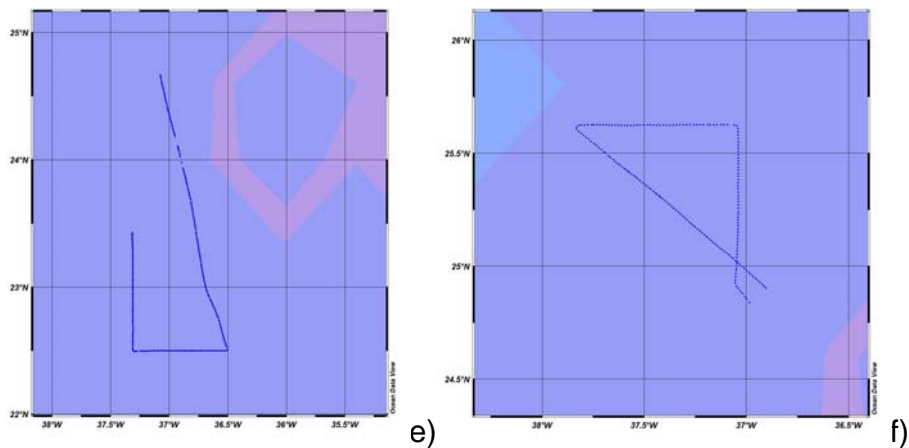 25°N
24°N
23°N
22°N
38°W 37.5°W 37°W 36.5°W 36°W 35.5°W
Ocean Data View
e)
26°N
25.5°N
25°N
24.5°N
38°W 37.5°W 37°W 36.5°W
Ocean Data View
f)